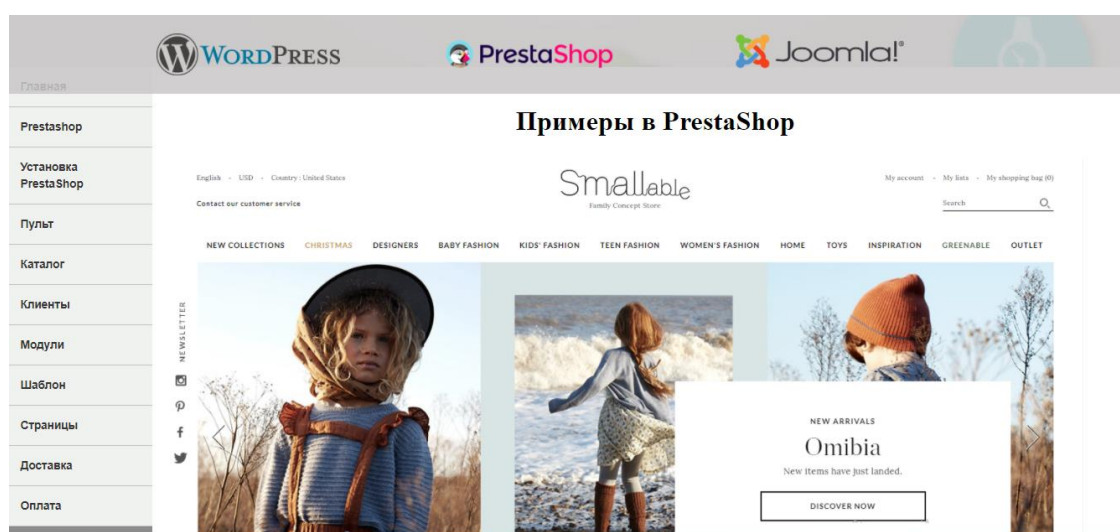 WORDPRESS
PrestaShop
Joomla!®
Главная
Prestashop
Установка
PrestaShop
Пульт
Каталог
Клиенты
Модули
Шаблон
Страницы
Доставка
Оплата
Примеры в PrestaShop
English - USD - Country : United States
Contact our customer service
Smallable
Family Concept Store
My account - My lists - My shopping bag (0)
Search
NEW COLLECTIONS CHRISTMAS DESIGNERS BABY FASHION KIDS' FASHION TEEN FASHION WOMEN'S FASHION HOME TOYS INSPIRATION GREENABLE OUTLET
NEWSLETTER
NEW ARRIVALS
Omibia
New items have just landed.
DISCOVER NOW